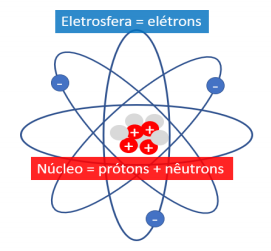 Eletrosfera = elétrons
-
-
+ +
+ +
Núcleo = prótons + nêutrons
-